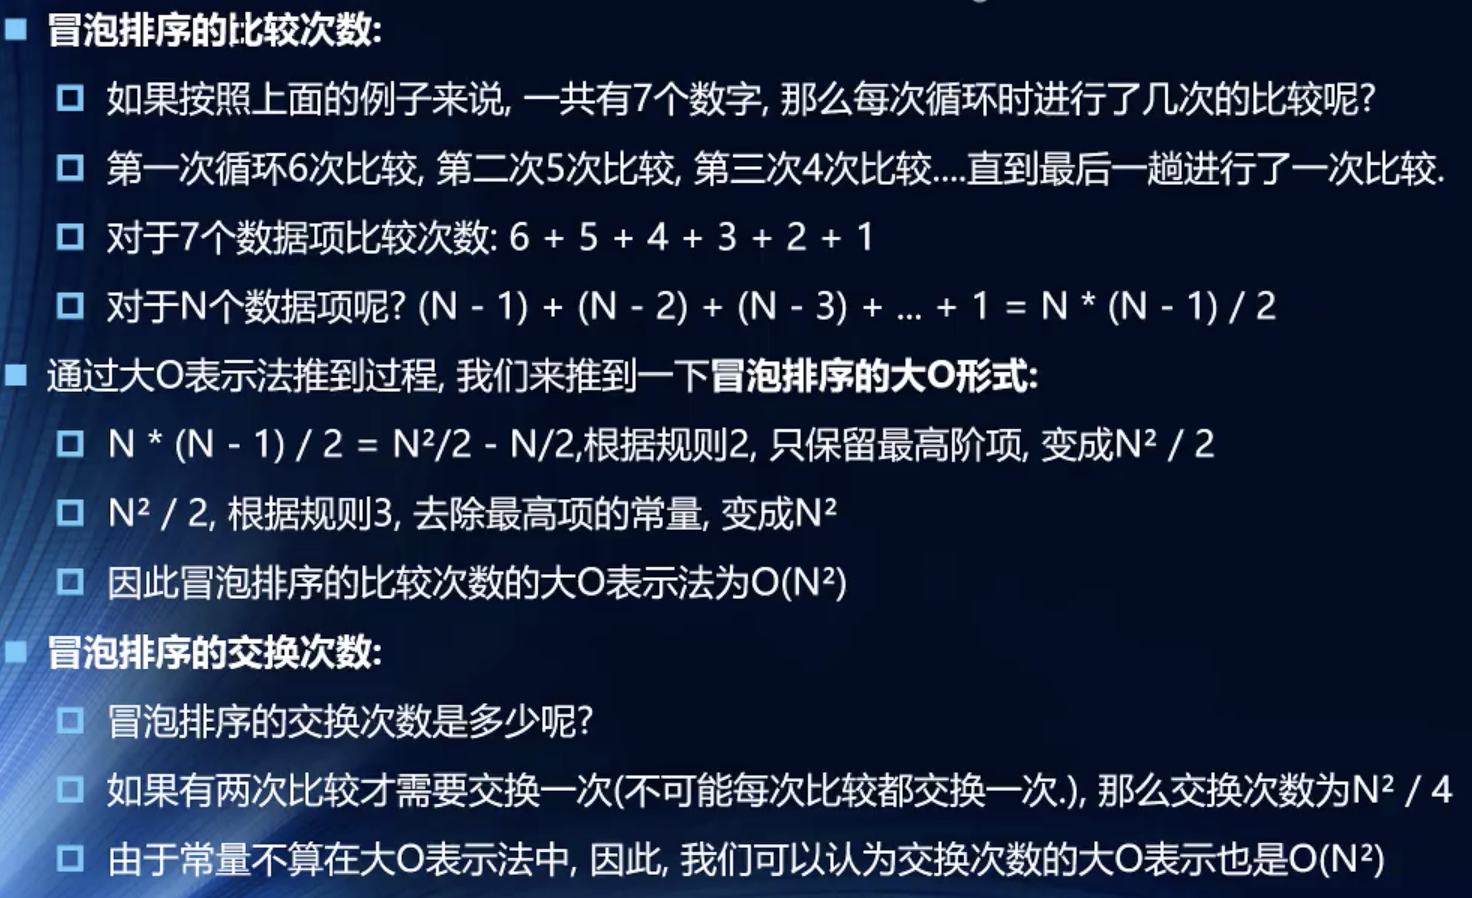 冒泡排序的比较次数:
如果按照上面的例子来说, 一共有7个数字, 那么每次循环时进行了几次的比较呢?
第一次循环6次比较, 第二次5次比较, 第三次4次比较....直到最后一趟进行了一次比较.
对于7个数据项比较次数: 6 + 5 + 4 + 3 + 2 + 1
对于N个数据项呢? (N - 1) + (N - 2) + (N - 3) + ... + 1 = N * (N - 1) / 2
通过大O表示法推到过程, 我们来推到一下冒泡排序的大O形式:
N * (N - 1) / 2 = N²/2 - N/2,根据规则2, 只保留最高阶项, 变成N² / 2
N² / 2, 根据规则3, 去除最高项的常量, 变成N²
因此冒泡排序的比较次数的大O表示法为O(N²)
冒泡排序的交换次数:
冒泡排序的交换次数是多少呢?
如果有两次比较才需要交换一次(不可能每次比较都交换一次.), 那么交换次数为N² / 4
由于常量不算在大O表示法中, 因此, 我们可以认为交换次数的大O表示也是O(N²)